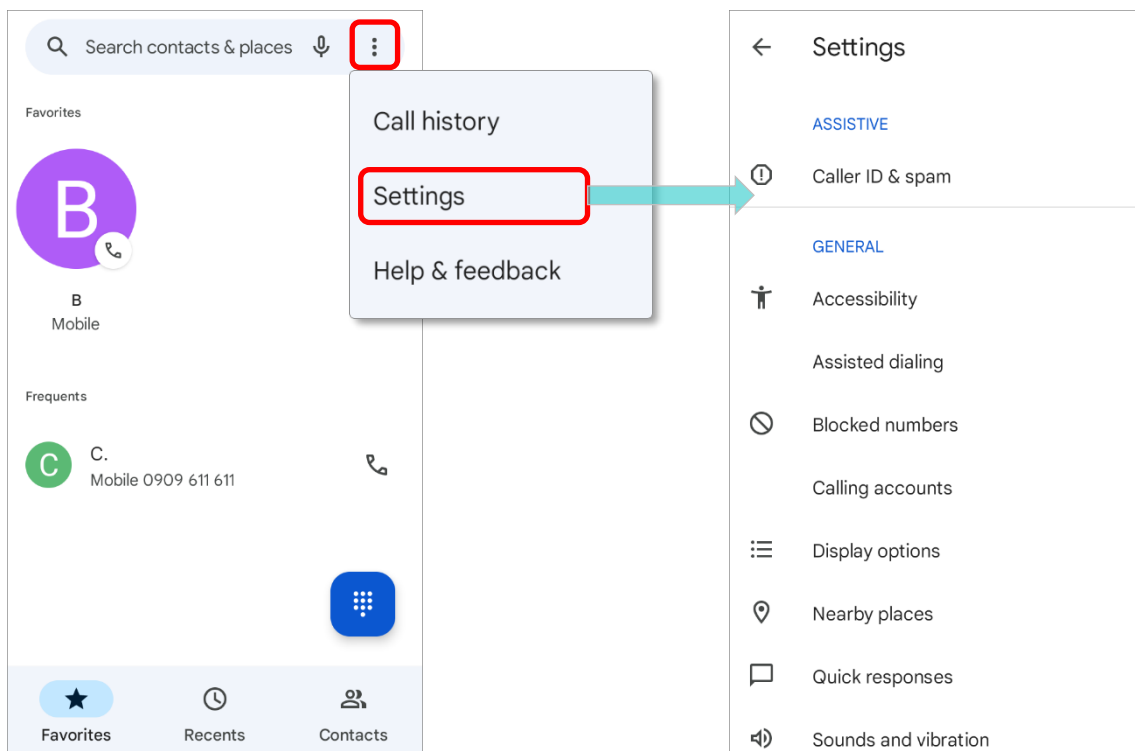 Search contacts & places
Favorites
B
B
Mobile
Frequents
C
C.
Mobile 0909 611 611
Favorites
Recents
Contacts
Call history
Settings
Help & feedback
Settings
ASSISTIVE
Caller ID & spam
GENERAL
Accessibility
Assisted dialing
Blocked numbers
Calling accounts
Display options
Nearby places
Quick responses
Sounds and vibration